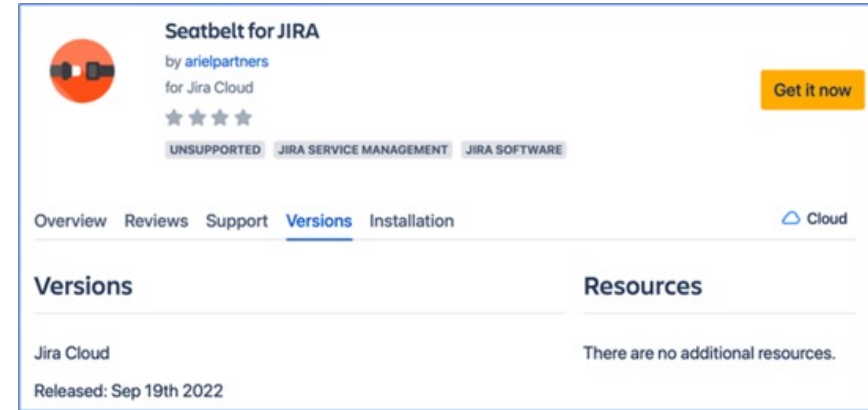 Seatbelt for JIRA
by arielpartners
for Jira Cloud
Get it now
UNSUPPORTED JIRA SERVICE MANAGEMENT JIRA SOFTWARE
Overview Reviews Support Versions Installation Cloud
Versions
Resources
Jira Cloud
There are no additional resources.
Released: Sep 19th 2022